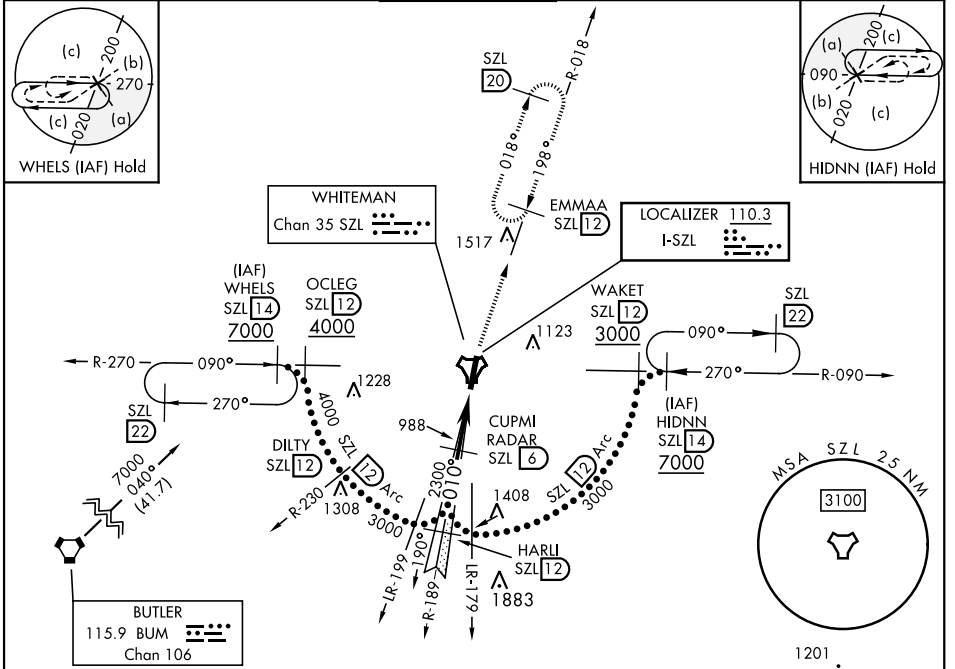 (c)
200
(b)
270
(c)
020
(a)
WHELS (IAF) Hold
(a)
200
(c)
090
(b)
020
(c)
HIDNN (IAF) Hold
R-018
SZL
20
018°
198°
EMMAA
SZL 12
1517
WHITEMAN
Chan 35 SZL
LOCALIZER 110.3
I-SZL
(IAF)
WHELS
SZL 14
7000
OCLEG
SZL 12
4000
WAKET
SZL 12
3000
SZL
22
1123
R-270
090°
270°
090°
270°
R-090
SZL
22
1228
4000
988
CUPMI
RADAR
SZL 6
(IAF)
HIDNN
SZL 14
7000
DILTY
SZL 12
SZL 12 Arc
SZL 12 Arc
3000
7000
040°
(41.7)
R-230
1308
3000
2300
010°
190°
1408
HARLI
SZL 12
LR-199
R-189
LR-179
1883
MSA SZL 25 NM
3100
BUTLER
115.9 BUM
Chan 106
1201